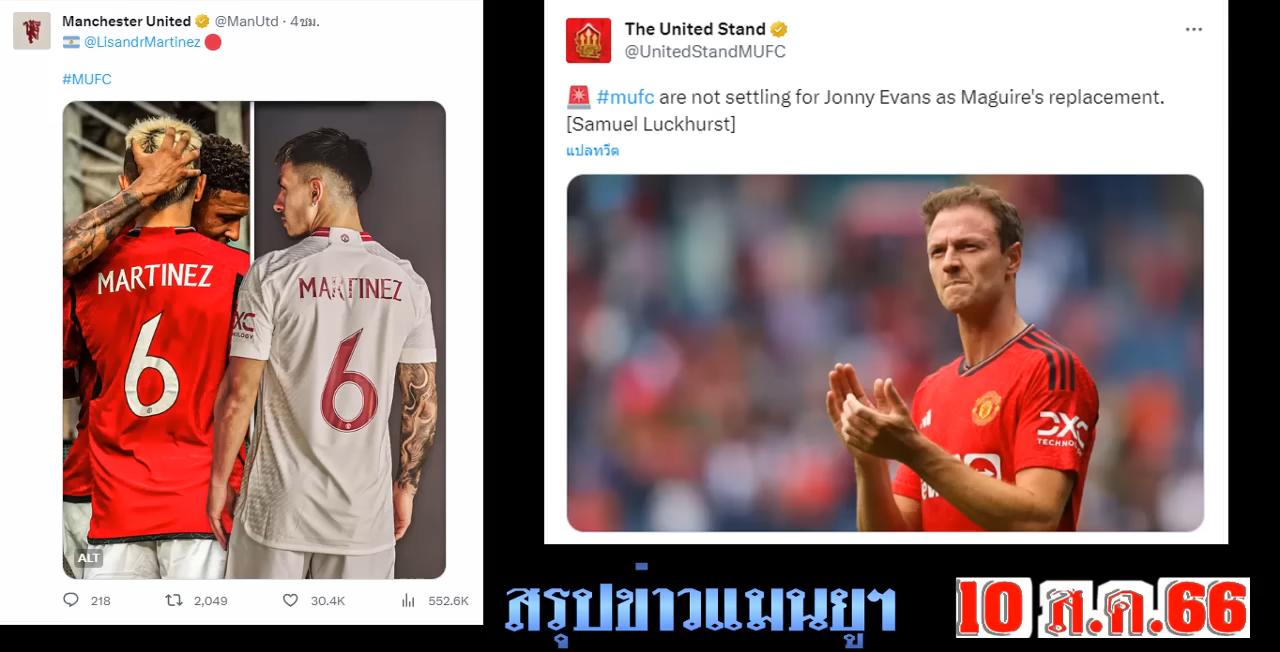 Manchester United @ManUtd · 4ชม.
@LisandrMartinez
#MUFC
MARTINEZ
6
MARTINEZ
6
ALT
218 2,049 30.4K 552.6K
The United Stand
@UnitedStandMUFC
#mufc are not settling for Jonny Evans as Maguire's replacement.
[Samuel Luckhurst]
แปลทวีต
DXC
TECHNO
สรุปข่าวแมนยูฯ
10 ส.ค.66